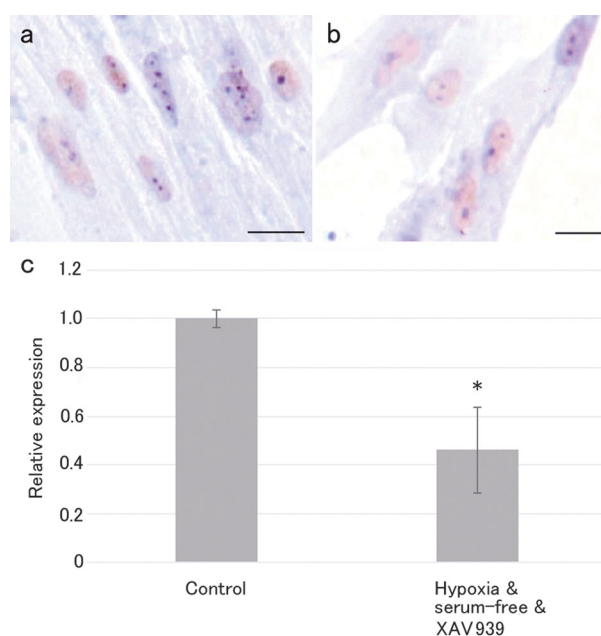 a
b
c
1.2
1.0
0.8
0.6
0.4
0.2
0
Relative expression
*
Control
Hypoxia &
serum-free &
XAV939